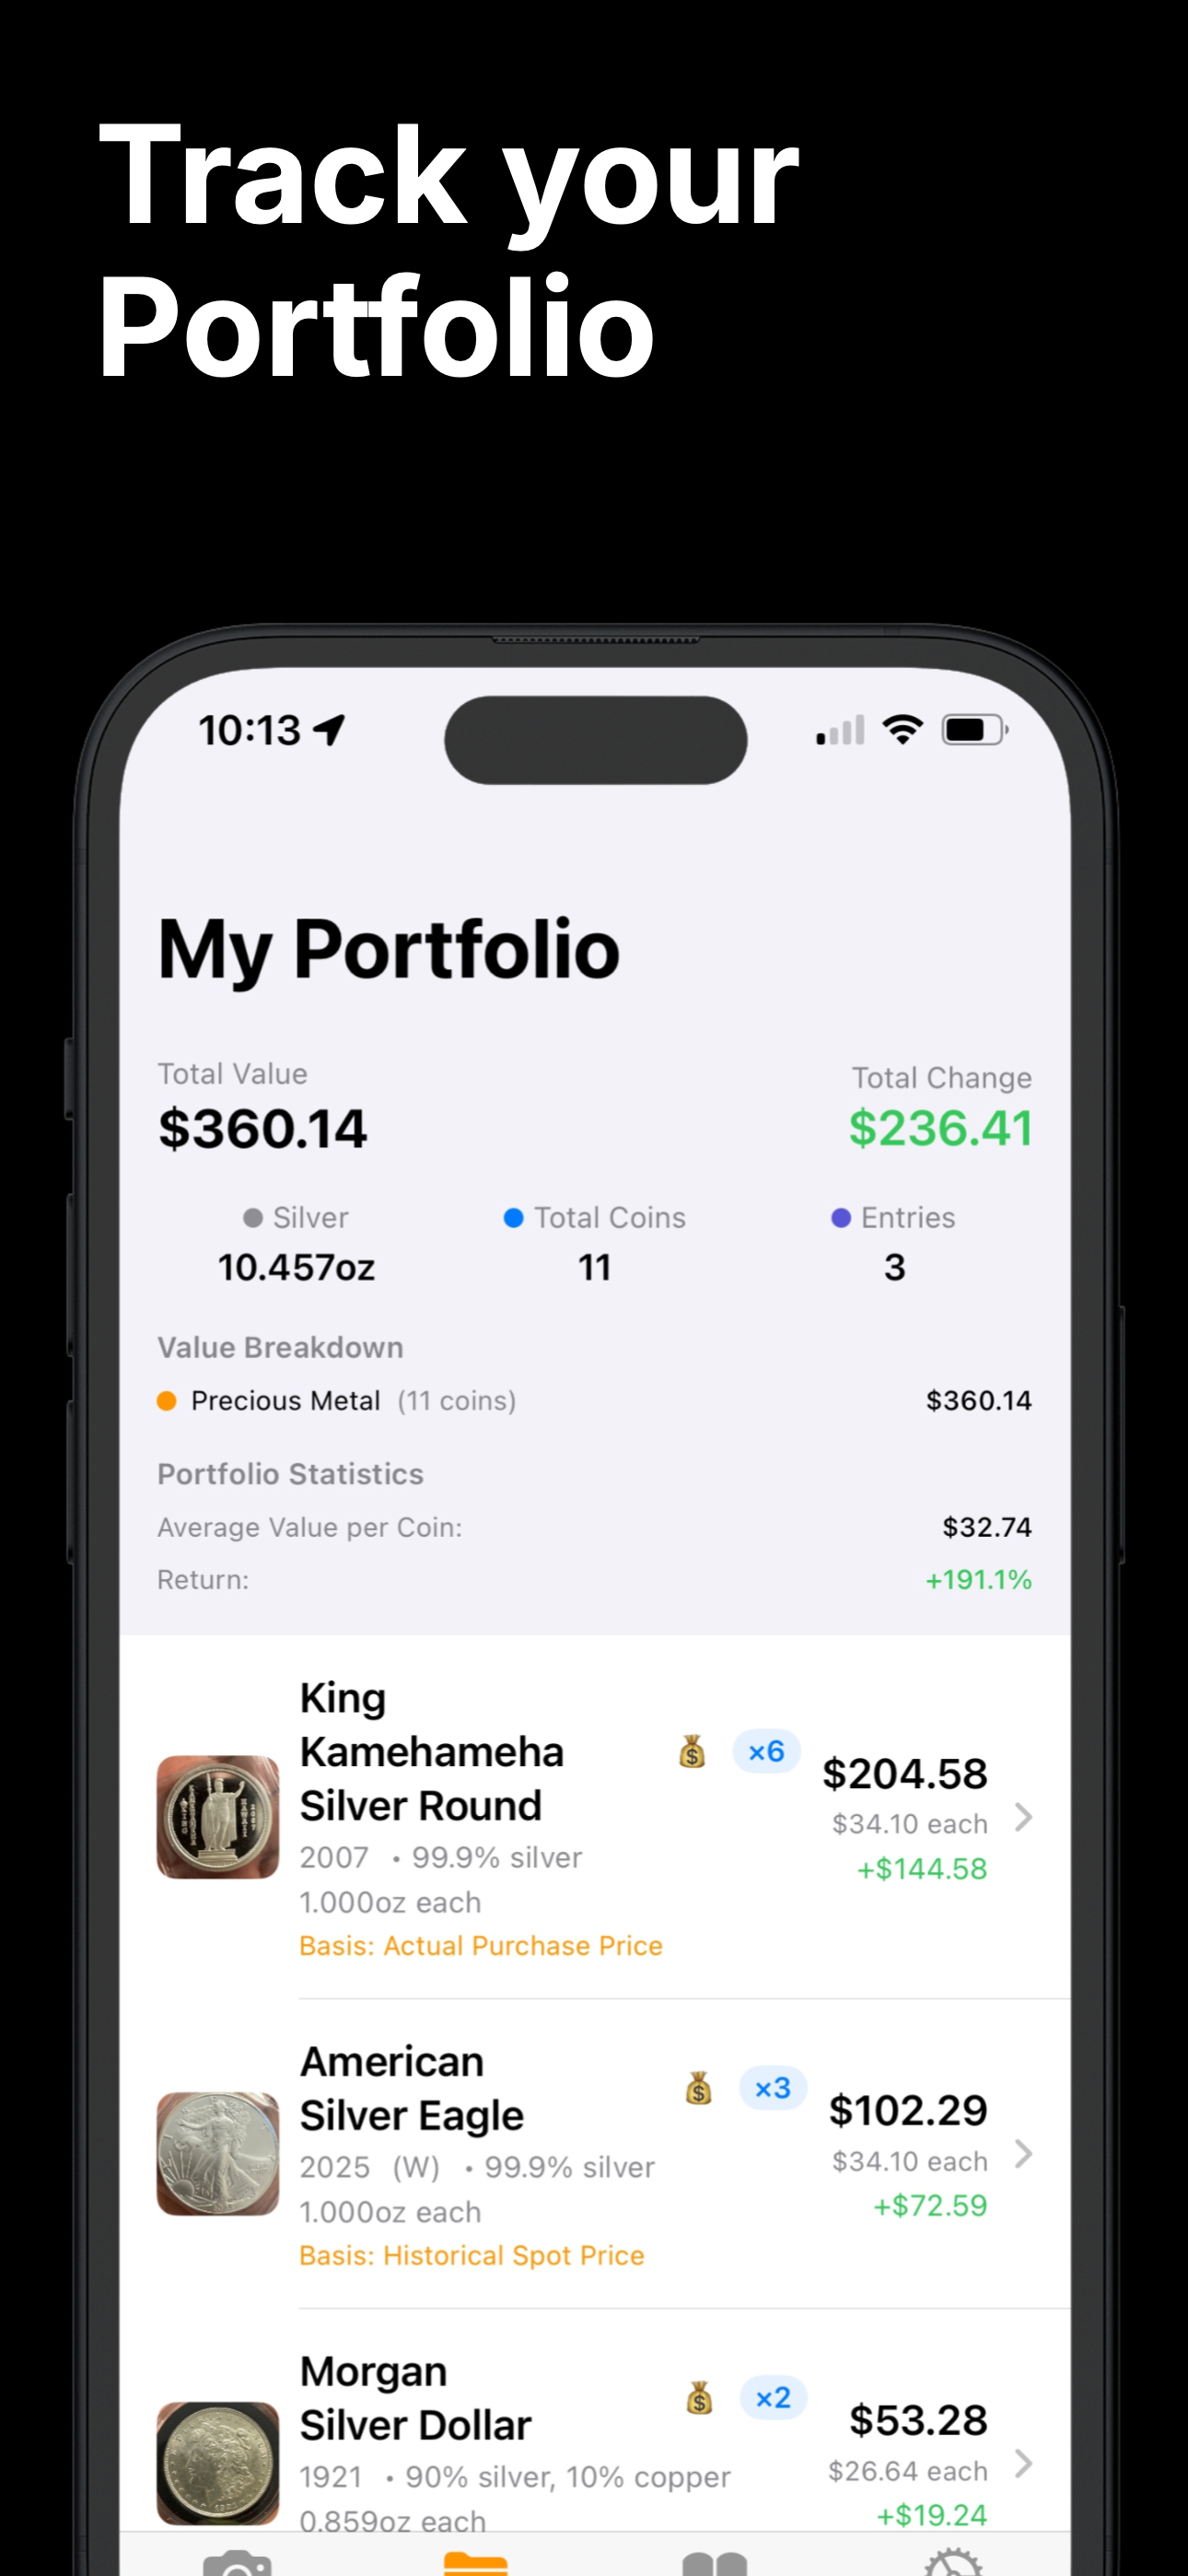 Track your
Portfolio
10:13
My Portfolio
Total Value
Total Change
$360.14
$236.41
Silver
Total Coins
Entries
10.457oz
11
3
Value Breakdown
Precious Metal (11 coins)
$360.14
Portfolio Statistics
Average Value per Coin:
$32.74
Return:
+191.1%
King
Kamehameha
Silver Round
×6
$204.58
$34.10 each
+$144.58
2007 • 99.9% silver
1.000oz each
Basis: Actual Purchase Price
American
Silver Eagle
×3
$102.29
$34.10 each
+$72.59
2025 (W) • 99.9% silver
1.000oz each
Basis: Historical Spot Price
Morgan
Silver Dollar
×2
$53.28
$26.64 each
+$19.24
1921 • 90% silver, 10% copper
0.859oz each